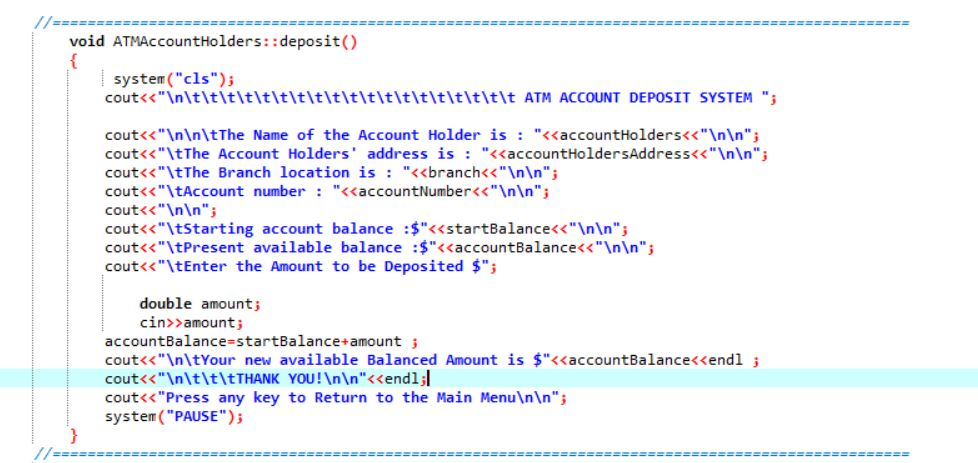 //==============================================================================================
void ATMAccountHolders::deposit()
{
system("cls");
cout<<"\n\t\t\t\t\t\t\t\t\t\t\t\t\t\t\t\t\t\t\t ATM ACCOUNT DEPOSIT SYSTEM ";
cout<<"\n\n\tThe Name of the Account Holder is : "<<accountHolders<<"\n\n";
cout<<"\tThe Account Holders' address is : "<<accountHoldersAddress<<"\n\n";
cout<<"\tThe Branch location is : "<<branch<<"\n\n";
cout<<"\tAccount number : "<<accountNumber<<"\n\n";
cout<<"\n\n";
cout<<"\tStarting account balance :$"<<startBalance<<"\n\n";
cout<<"\tPresent available balance :$"<<accountBalance<<"\n\n";
cout<<"\tEnter the Amount to be Deposited $";
double amount;
cin>>amount;
accountBalance=startBalance+amount ;
cout<<"\n\tYour new available Balanced Amount is $"<<accountBalance<<endl ;
cout<<"\n\t\t\tTHANK YOU!\n\n"<<endl;
cout<<"Press any key to Return to the Main Menu\n\n";
system("PAUSE");
}
//==============================================================================================